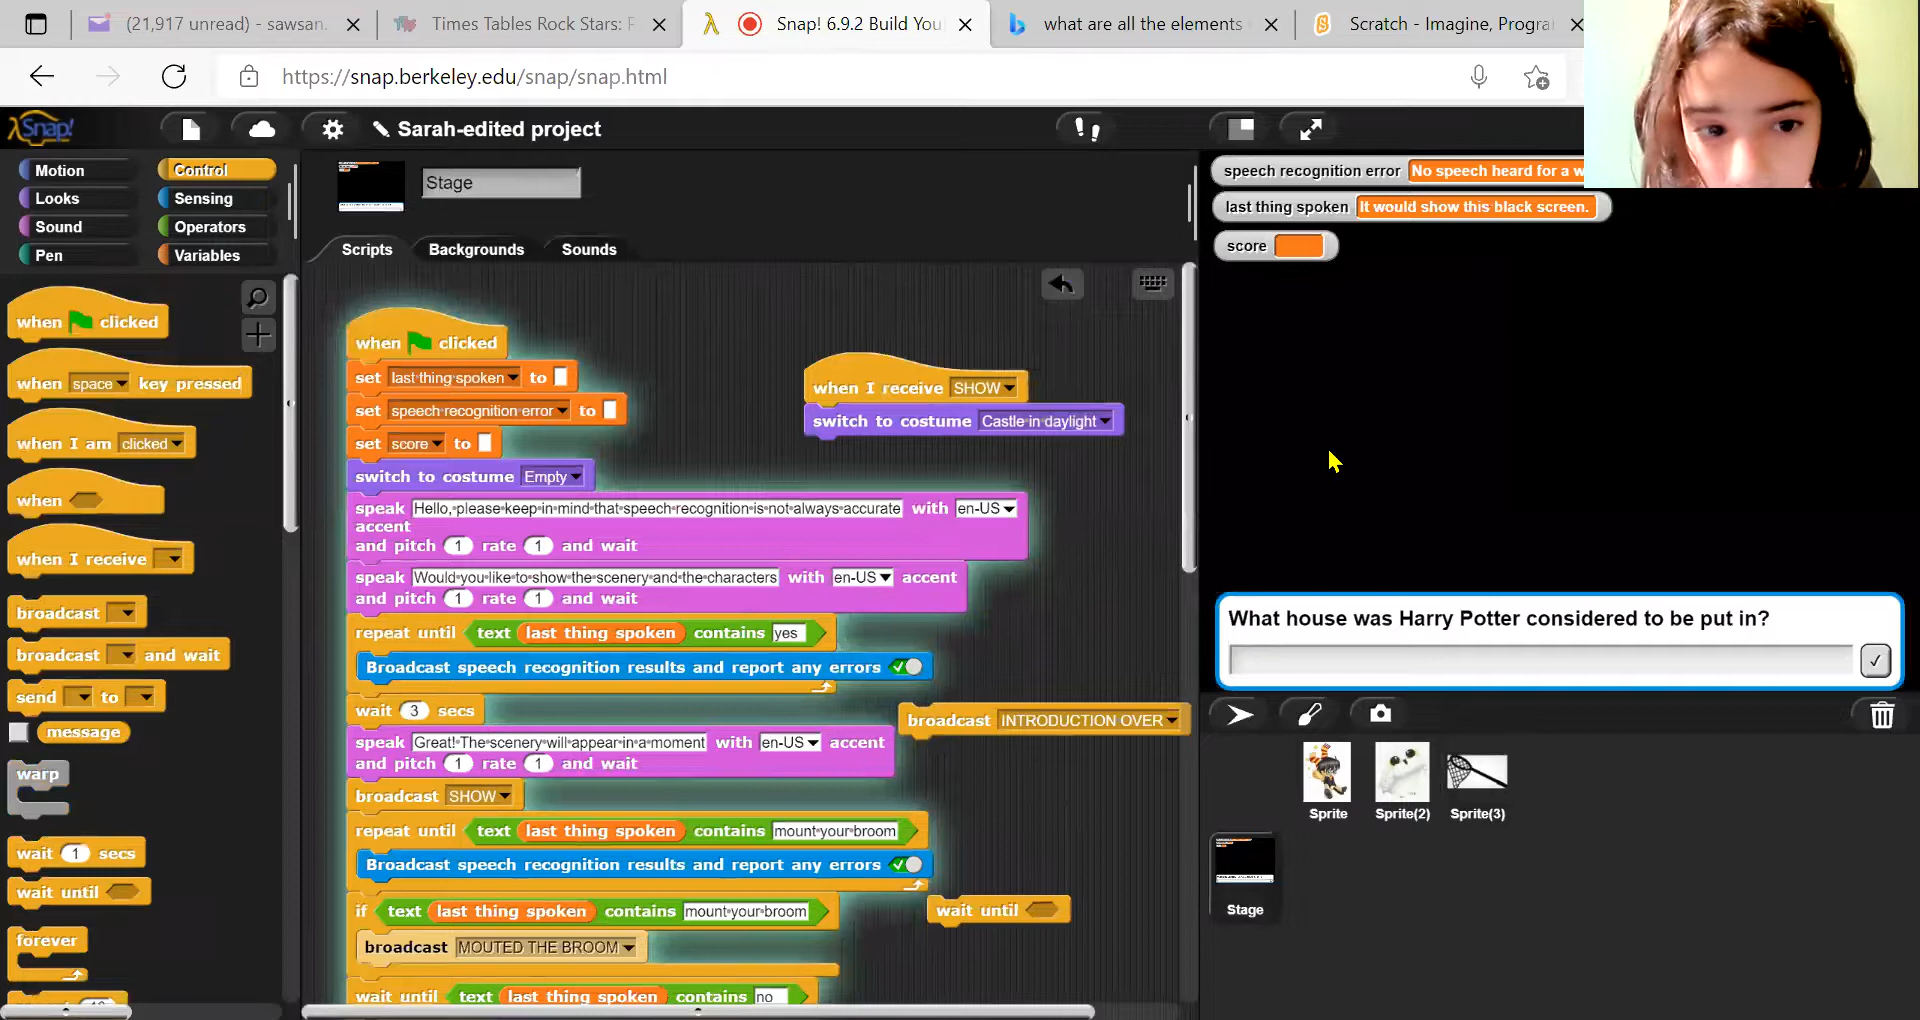 (21,917 unread) - sawsan.
Times Tables Rock Stars: F
Snap! 6.9.2 Build You
what are all the elements
Scratch - Imagine, Progra
https://snap.berkeley.edu/snap/snap.html
Snap!
Sarah-edited project
Motion
Control
Looks
Sensing
Sound
Operators
Pen
Variables
when clicked
when space key pressed
when I am clicked
when
when I receive
broadcast
broadcast and wait
send to
message
warp
wait 1 secs
wait until
forever
Stage
Scripts
Backgrounds
Sounds
when clicked
set last thing spoken to
set speech recognition error to
set score to
switch to costume Empty
speak Hello, please keep in mind that speech recognition is not always accurate with en-US
accent
and pitch 1 rate 1 and wait
speak Would you like to show the scenery and the characters with en-US accent
and pitch 1 rate 1 and wait
repeat until text last thing spoken contains yes
Broadcast speech recognition results and report any errors
wait 3 secs
speak Great! The scenery will appear in a moment with en-US accent
and pitch 1 rate 1 and wait
broadcast SHOW
repeat until text last thing spoken contains mount your broom
Broadcast speech recognition results and report any errors
if text last thing spoken contains mount your broom
broadcast MOUTED THE BROOM
wait until text last thing spoken contains no
when I receive SHOW
switch to costume Castle in daylight
broadcast INTRODUCTION OVER
wait until
speech recognition error No speech heard for a w
last thing spoken It would show this black screen.
score
What house was Harry Potter considered to be put in?
Sprite
Sprite(2)
Sprite(3)
Stage